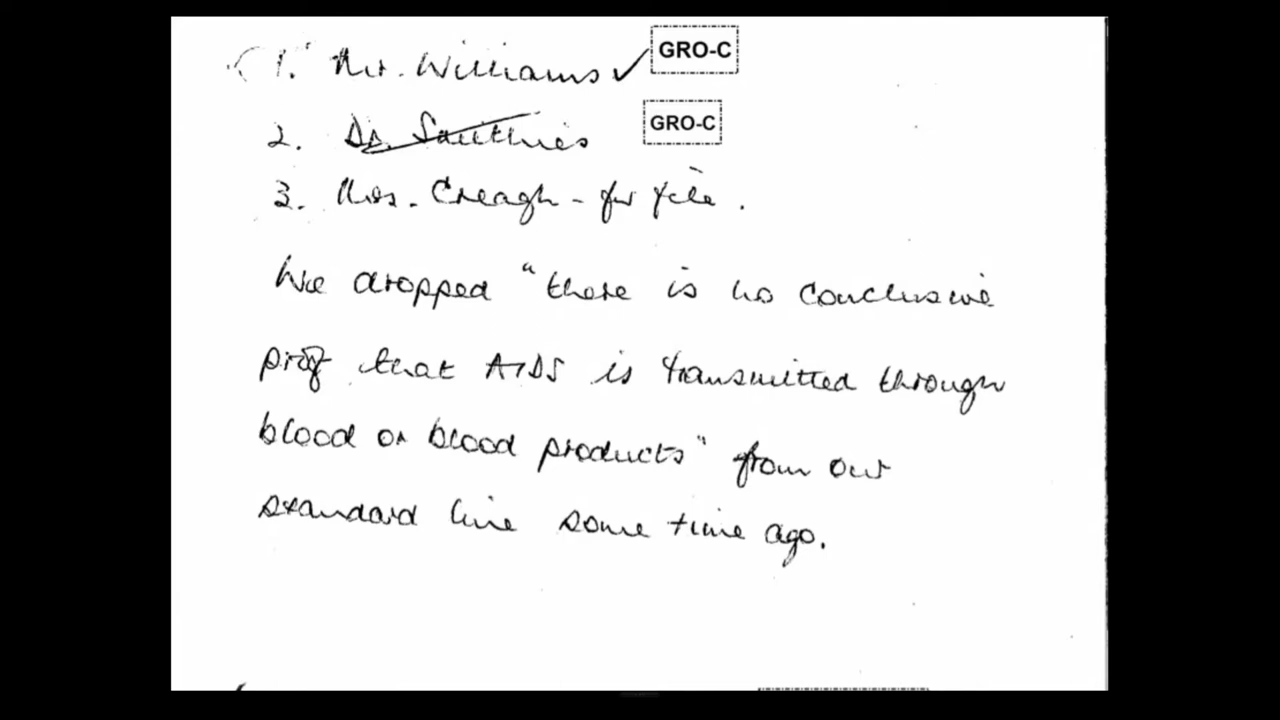 1. Mr. Williams ✓ GRO-C
2. Dr. Smithies GRO-C
3. Mrs. Creagh - for file.
We dropped "there is no conclusive
proof that AIDS is transmitted through
blood or blood products" from our
standard line some time ago.